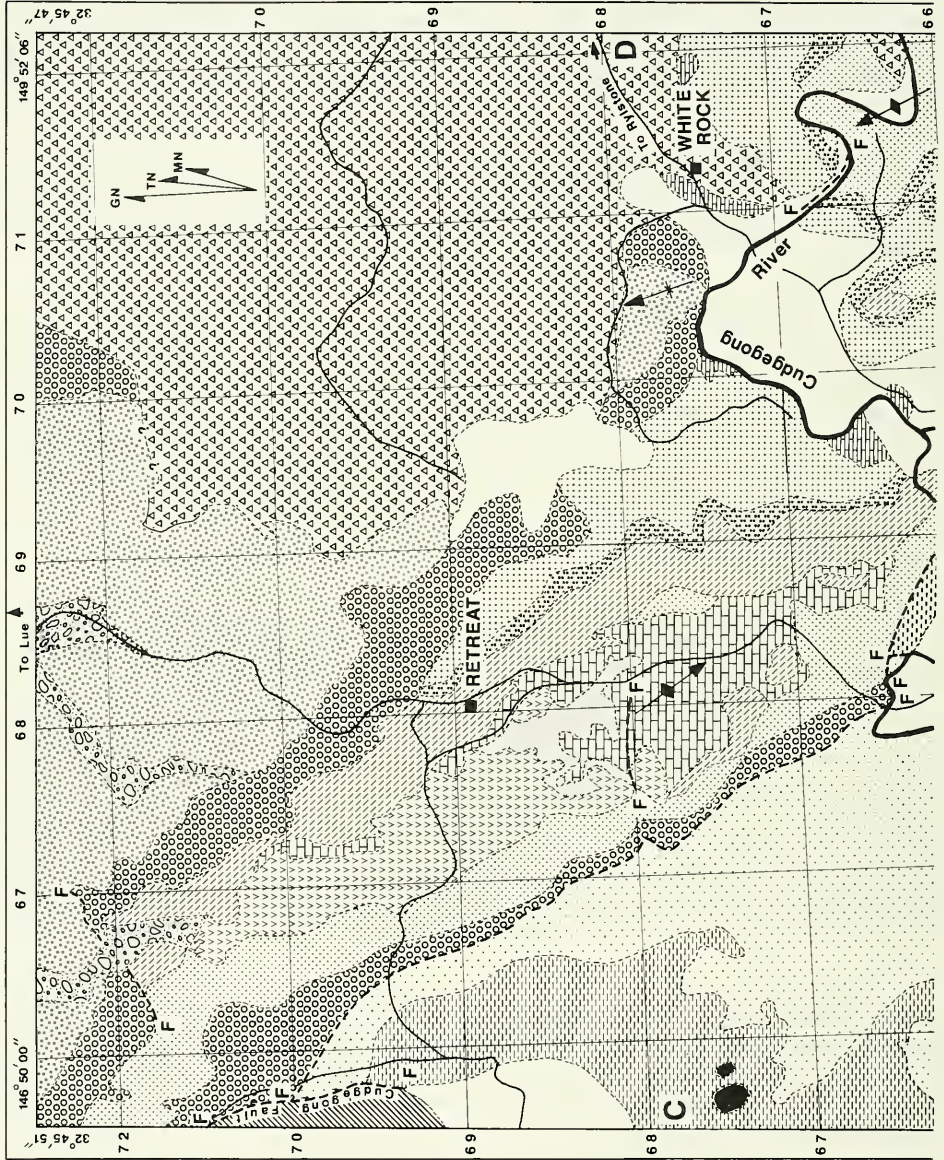 146° 50' 00"
67
68
To Lue
69
70
71
149° 52' 06"
32° 45' 51"
32° 45' 47"
GN
TN
MN
72
F
F
F
?
?
70
F
F
Cudgegong
Fault
70
F
69
RETREAT
69
F
F
68
To Rylstone
68
C
D
WHITE
ROCK
67
Cudgegong
River
F
F
67
F
F
F
66